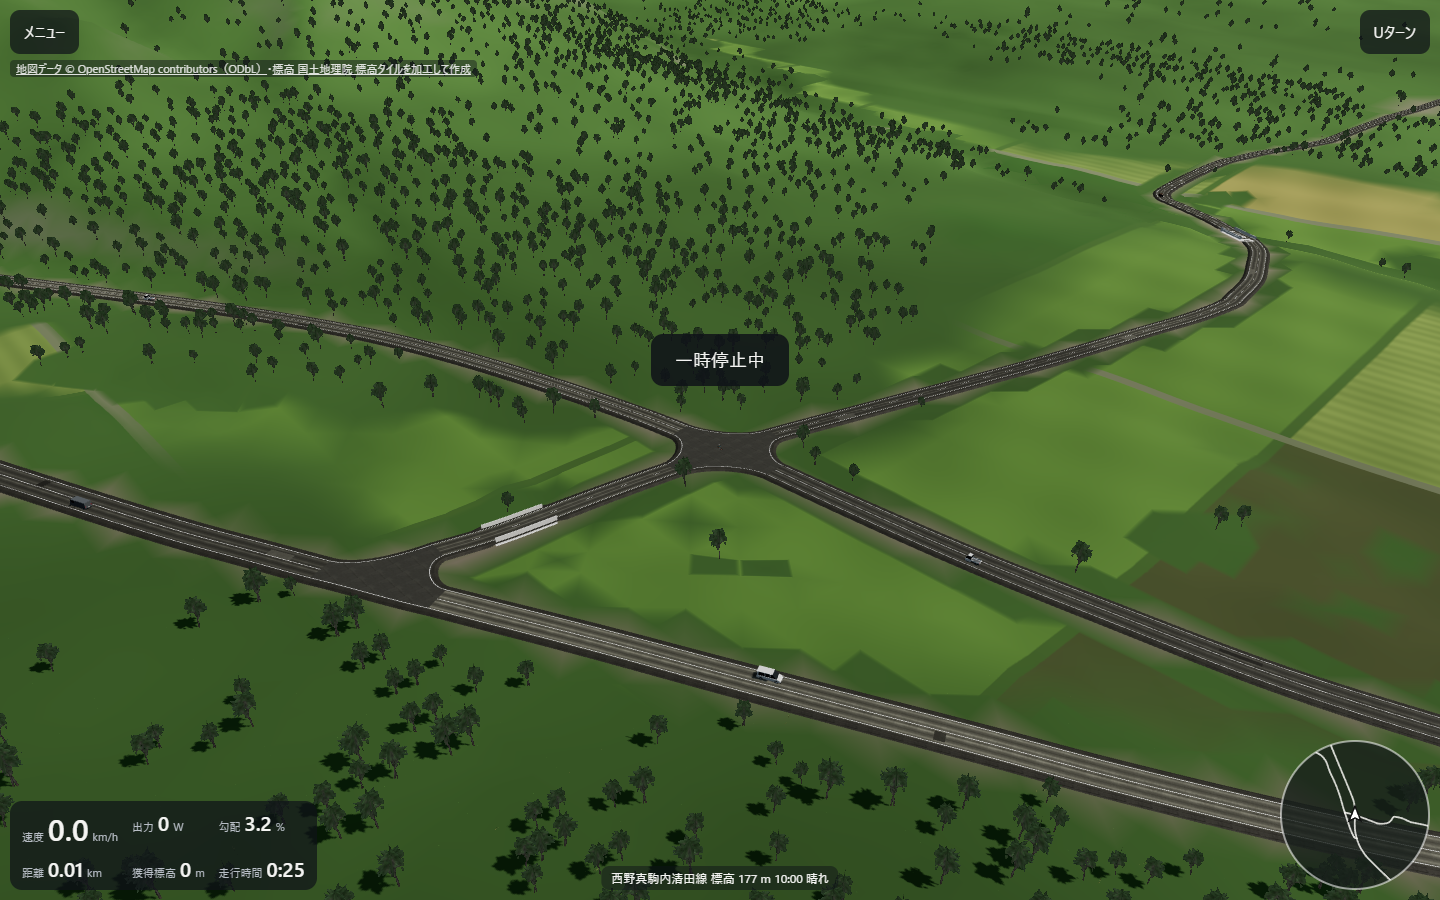 メニュー
Uターン
地図データ © OpenStreetMap contributors (ODbL)・標高 国土地理院 標高タイルを加工して作成
一時停止中
速度 0.0 km/h 出力 0 W 勾配 3.2 %
距離 0.01 km 獲得標高 0 m 走行時間 0:25
西野真駒内清田線 標高 177 m 10:00 晴れ